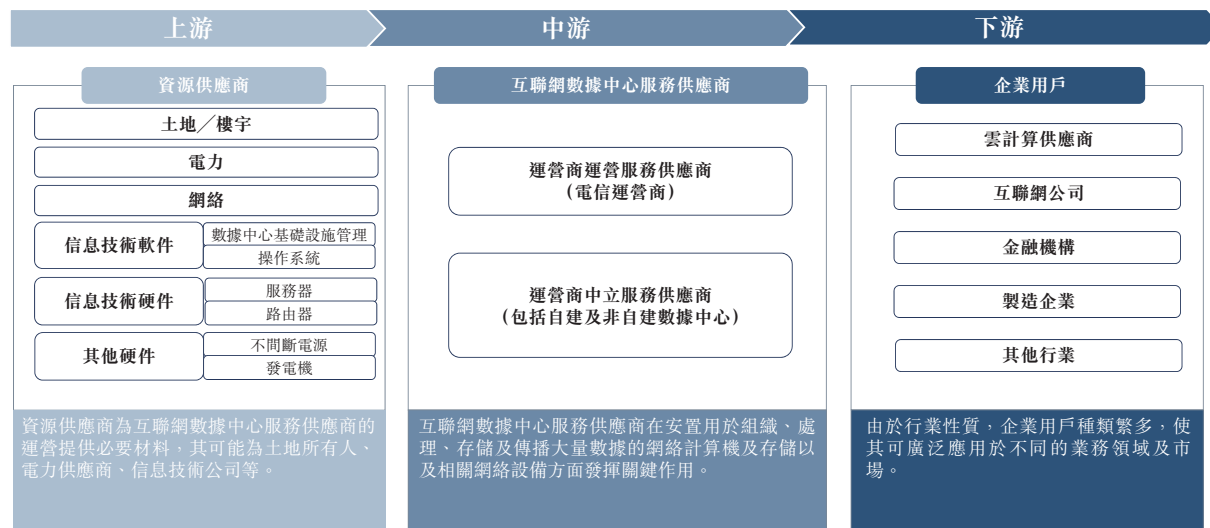 上游
中游
下游
資源供應商
土地／樓宇
電力
網絡
信息技術軟件
數據中心基礎設施管理
操作系統
信息技術硬件
服務器
路由器
其他硬件
不間斷電源
發電機
資源供應商為互聯網數據中心服務供應商的
運營提供必要材料，其可能為土地所有人、
電力供應商、信息技術公司等。
互聯網數據中心服務供應商
運營商運營服務供應商
(電信運營商)
運營商中立服務供應商
(包括自建及非自建數據中心)
互聯網數據中心服務供應商在安置用於組織、處
理、存儲及傳播大量數據的網絡計算機及存儲以
及相關網絡設備方面發揮關鍵作用。
企業用戶
雲計算供應商
互聯網公司
金融機構
製造企業
其他行業
由於行業性質，企業用戶種類繁多，使
其可廣泛應用於不同的業務領域及市
場。